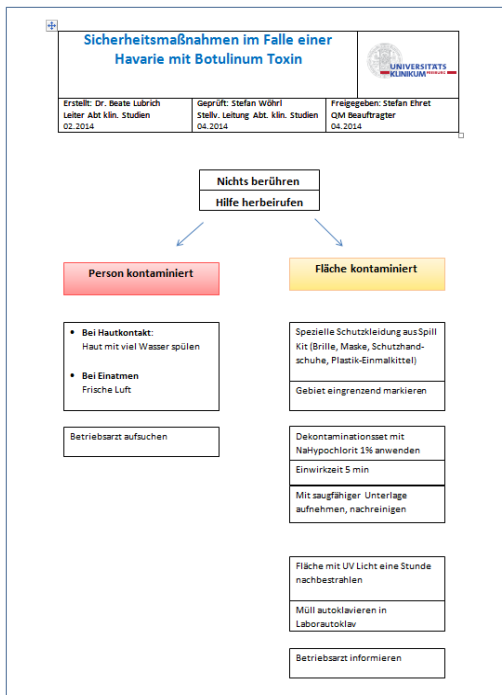 Sicherheitsmaßnahmen im Falle einer
Havarie mit Botulinum Toxin
UNIVERSITÄTS
KLINIKUM
Erstellt: Dr. Beate Lubrich
Leiter Abt klin. Studien
02.2014
Geprüft: Stefan Wöhrl
Stellv. Leitung Abt. klin. Studien
04.2014
Freigegeben: Stefan Ehret
QM Beauftragter
04.2014
Nichts berühren
Hilfe herbeirufen
Person kontaminiert
Fläche kontaminiert
• Bei Hautkontakt:
Haut mit viel Wasser spülen
• Bei Einatmen
Frische Luft
Betriebsarzt aufsuchen
Spezielle Schutzkleidung aus Spill
Kit (Brille, Maske, Schutzhand-
schuhe, Plastik-Einmalkittel)
Gebiet eingrenzend markieren
Dekontaminationsset mit
NaHypochlorit 1% anwenden
Einwirkzeit 5 min
Mit saugfähiger Unterlage
aufnehmen, nachreinigen
Fläche mit UV Licht eine Stunde
nachbestrahlen
Müll autoklavieren in
Laborautoklav
Betriebsarzt informieren